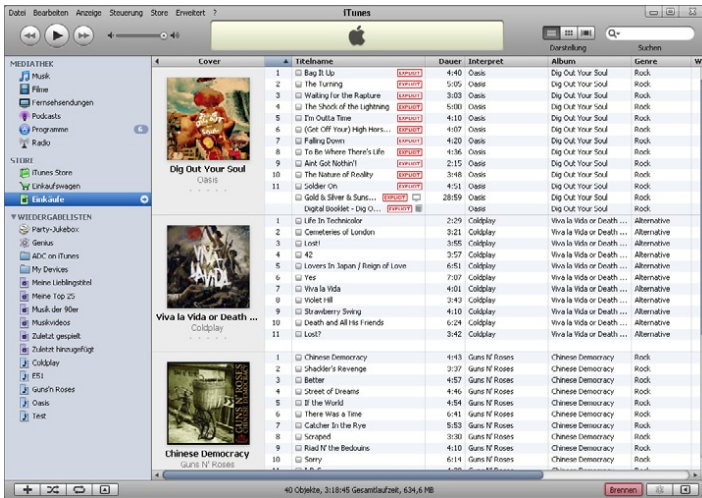 Datei Bearbeiten Anzeige Steuerung Store Erweitert ? iTunes
Darstellung Suchen
MEDIATHEK
Musik
Filme
Fernsehsendungen
Podcasts
Programme 6
Radio
STORE
iTunes Store
Einkaufswagen
Einkäufe
WIEDERGABELISTEN
Party-Jukebox
Genius
ADC on iTunes
My Devices
Meine Lieblingstitel
Meine Top 25
Musik der 90er
Musikvideos
Zuletzt gespielt
Zuletzt hinzugefügt
Coldplay
E51
Guns'n Roses
Oasis
Test
Cover Titelname Dauer Interpret Album Genre W
Dig Out Your Soul
Oasis
1 Bag It Up EXPLICIT 4:40 Oasis Dig Out Your Soul Rock
2 The Turning EXPLICIT 5:05 Oasis Dig Out Your Soul Rock
3 Waiting for the Rapture EXPLICIT 3:03 Oasis Dig Out Your Soul Rock
4 The Shock of the Lightning EXPLICIT 5:00 Oasis Dig Out Your Soul Rock
5 I'm Outta Time EXPLICIT 4:10 Oasis Dig Out Your Soul Rock
6 (Get Off Your) High Hors... EXPLICIT 4:07 Oasis Dig Out Your Soul Rock
7 Falling Down EXPLICIT 4:20 Oasis Dig Out Your Soul Rock
8 To Be Where There's Life EXPLICIT 4:36 Oasis Dig Out Your Soul Rock
9 Aint Got Nothin'! EXPLICIT 2:15 Oasis Dig Out Your Soul Rock
10 The Nature of Reality EXPLICIT 3:48 Oasis Dig Out Your Soul Rock
11 Soldier On EXPLICIT 4:51 Oasis Dig Out Your Soul Rock
Gold & Silver & Suns... EXPLICIT 28:59 Oasis Dig Out Your Soul Rock
Digital Booklet - Dig O... EXPLICIT Oasis Dig Out Your Soul Rock
VIVA LA VIDA
Viva la Vida or Death ...
Coldplay
1 Life In Technicolor 2:29 Coldplay Viva la Vida or Death ... Alternative
2 Cemeteries of London 3:21 Coldplay Viva la Vida or Death ... Alternative
3 Lost! 3:55 Coldplay Viva la Vida or Death ... Alternative
4 42 3:57 Coldplay Viva la Vida or Death ... Alternative
5 Lovers In Japan / Reign of Love 6:51 Coldplay Viva la Vida or Death ... Alternative
6 Yes 7:07 Coldplay Viva la Vida or Death ... Alternative
7 Viva la Vida 4:01 Coldplay Viva la Vida or Death ... Alternative
8 Violet Hill 3:43 Coldplay Viva la Vida or Death ... Alternative
9 Strawberry Swing 4:10 Coldplay Viva la Vida or Death ... Alternative
10 Death and All His Friends 6:24 Coldplay Viva la Vida or Death ... Alternative
11 Lost? 3:42 Coldplay Viva la Vida or Death ... Alternative
GUNS N' ROSES
Chinese Democracy
Guns N' Roses
1 Chinese Democracy 4:43 Guns N' Roses Chinese Democracy Rock
2 Shackler's Revenge 3:37 Guns N' Roses Chinese Democracy Rock
3 Better 4:57 Guns N' Roses Chinese Democracy Rock
4 Street of Dreams 4:46 Guns N' Roses Chinese Democracy Rock
5 If the World 4:54 Guns N' Roses Chinese Democracy Rock
6 There Was a Time 6:41 Guns N' Roses Chinese Democracy Rock
7 Catcher In the Rye 5:53 Guns N' Roses Chinese Democracy Rock
8 Scraped 3:30 Guns N' Roses Chinese Democracy Rock
9 Riad N' the Bedouins 4:10 Guns N' Roses Chinese Democracy Rock
10 Sorry 6:14 Guns N' Roses Chinese Democracy Rock
40 Objekte, 3:18:45 Gesamtlaufzeit, 634,6 MB Brennen